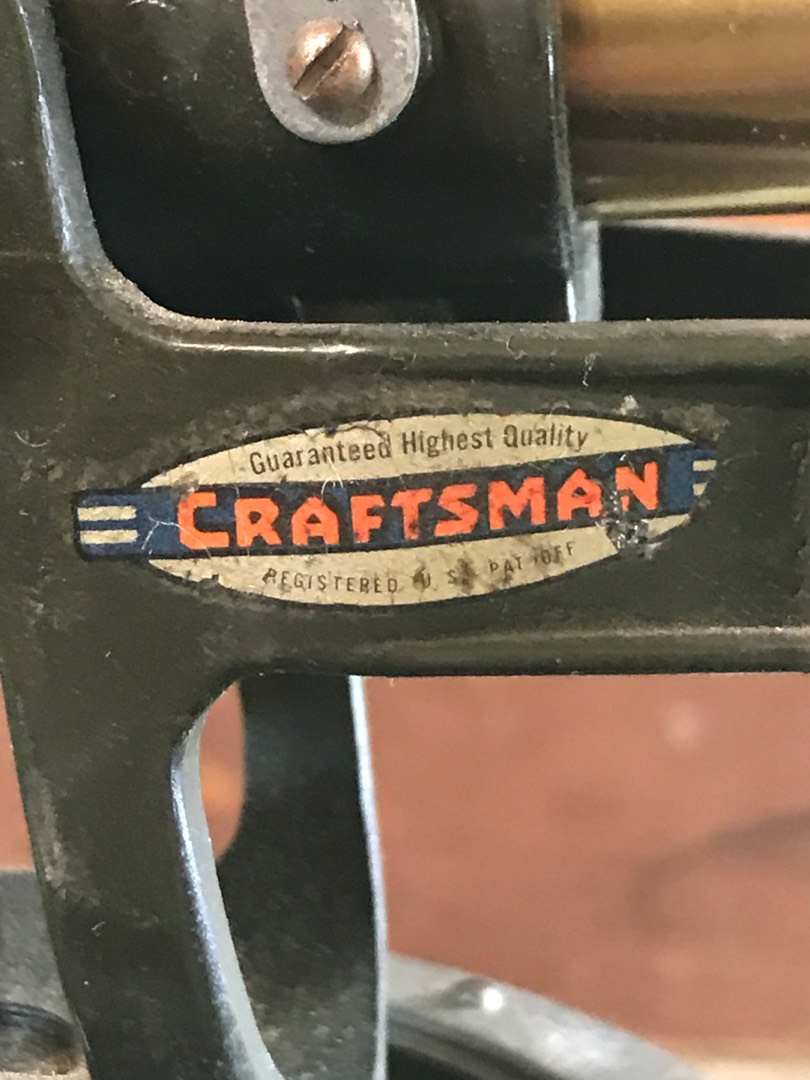 Guaranteed Highest Quality
CRAFTSMAN
REGISTERED U.S. PAT OFF